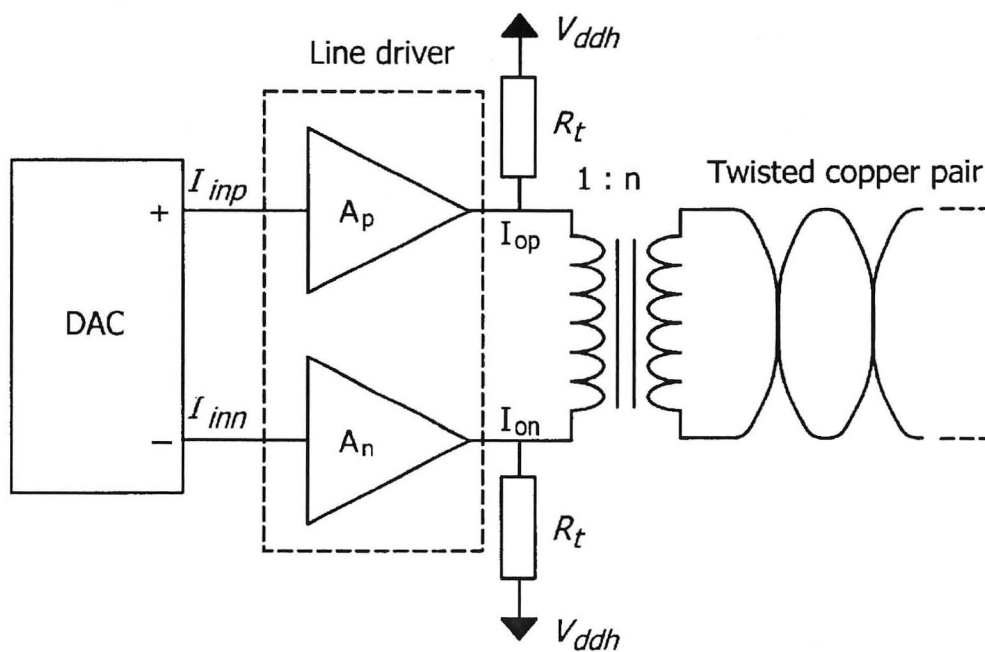 Line driver
V_ddh
R_t
1 : n
Twisted copper pair
DAC
+
I_inp
A_p
I_op
−
I_inn
A_n
I_on
R_t
V_ddh